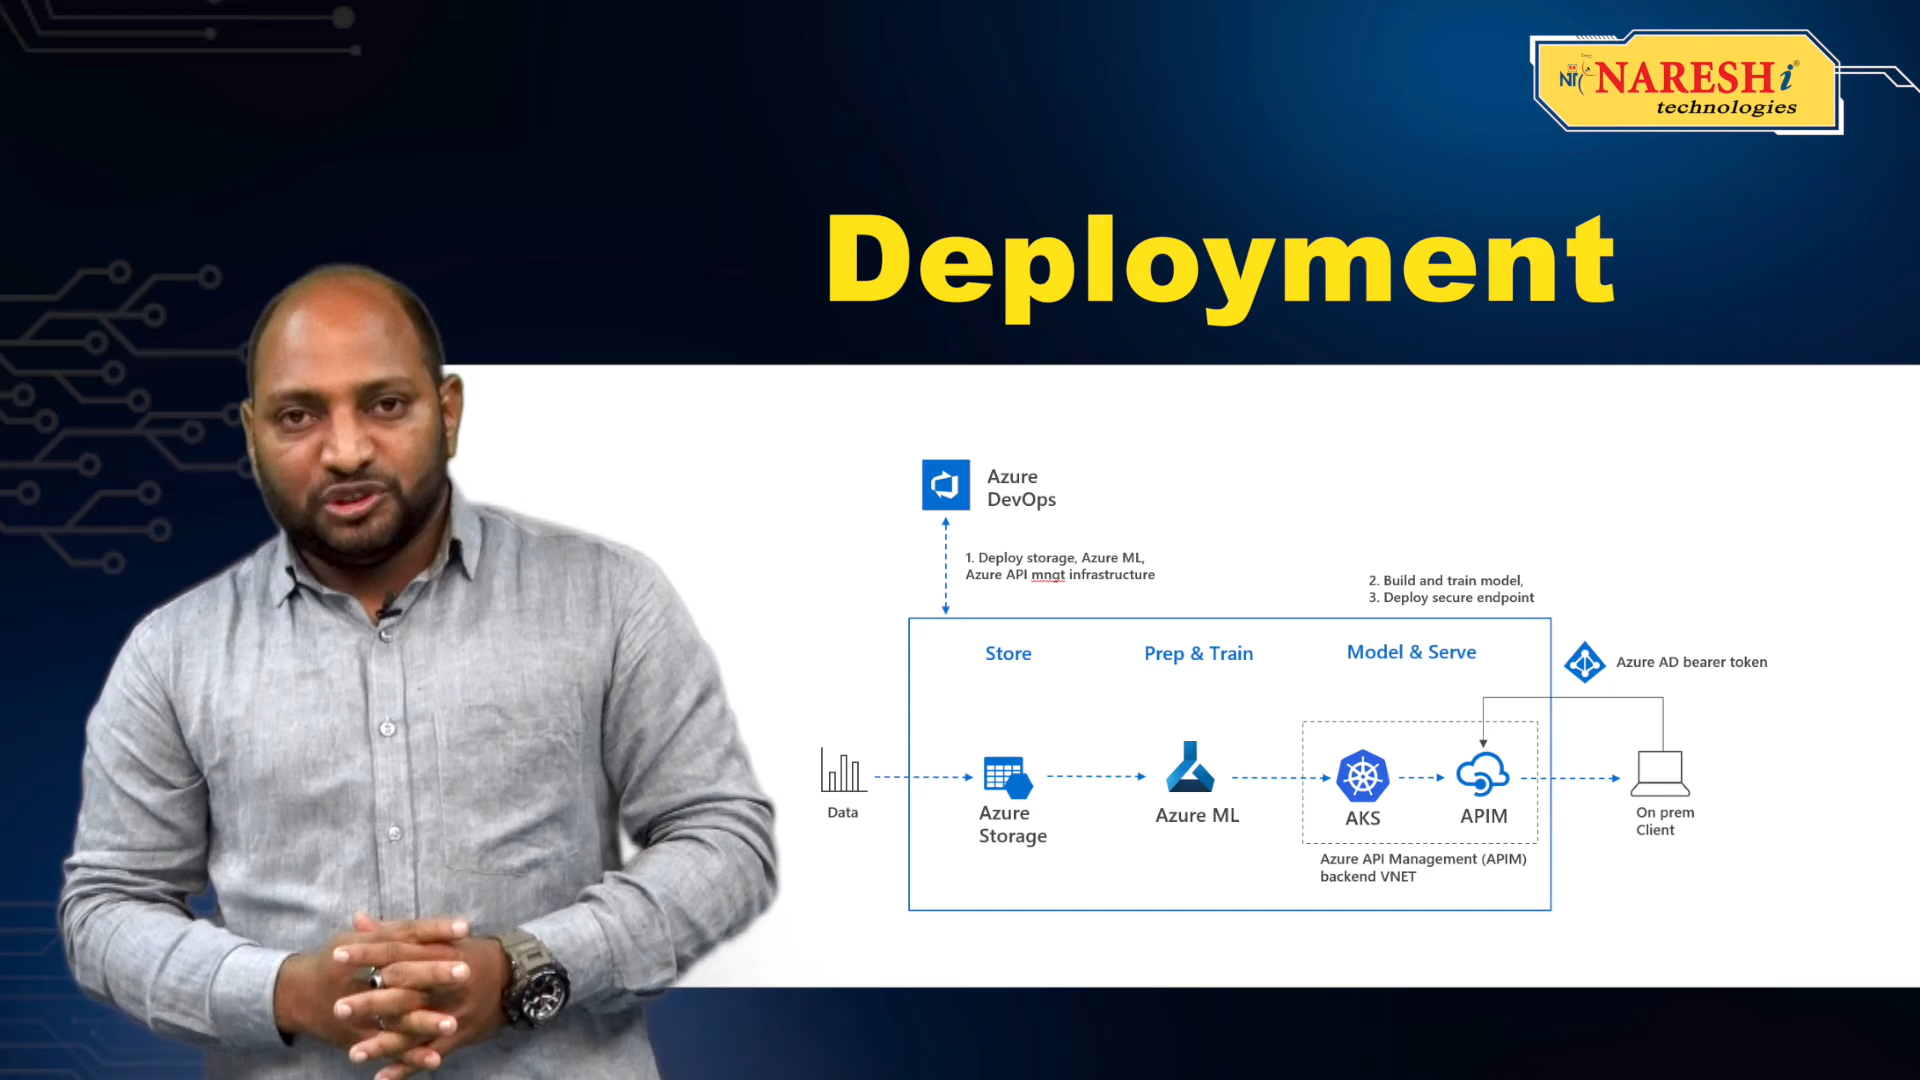 NT NARESH i ®
technologies
Deployment
Azure
DevOps
1. Deploy storage, Azure ML,
Azure API mngt infrastructure
2. Build and train model,
3. Deploy secure endpoint
Store
Prep & Train
Model & Serve
Azure AD bearer token
Data
Azure
Storage
Azure ML
AKS
APIM
On prem
Client
Azure API Management (APIM)
backend VNET